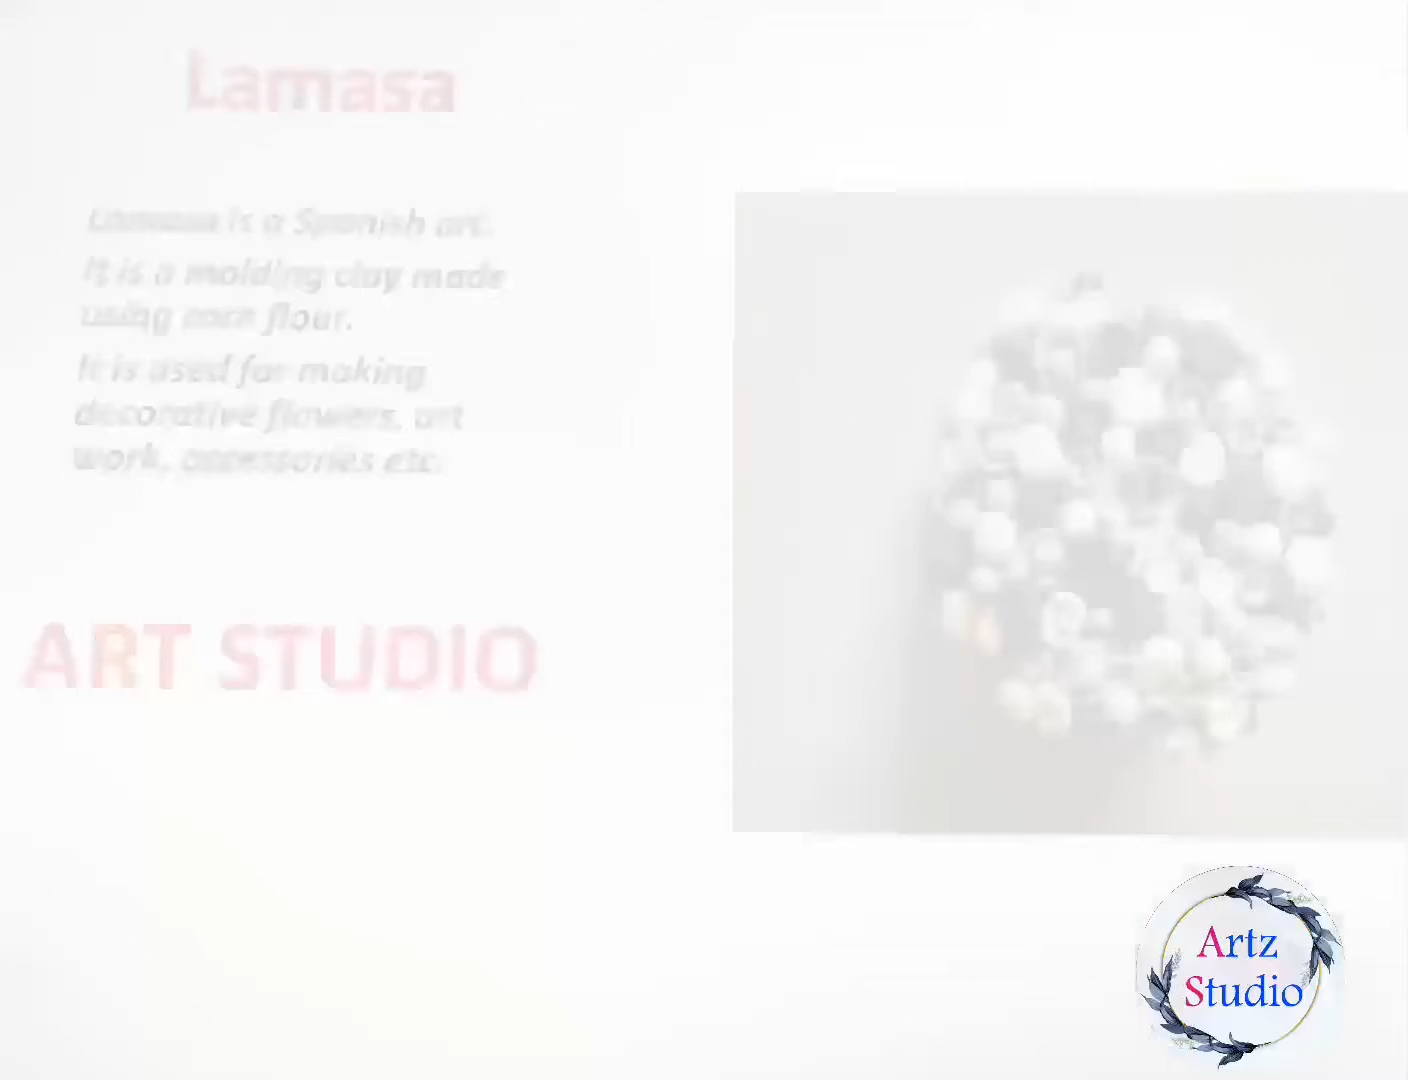 Lamasa
Lamasa is a Spanish art.
It is a molding clay made
using corn flour.
It is used for making
decorative flowers, art
work, accessories etc.
ART STUDIO
Artz
Studio